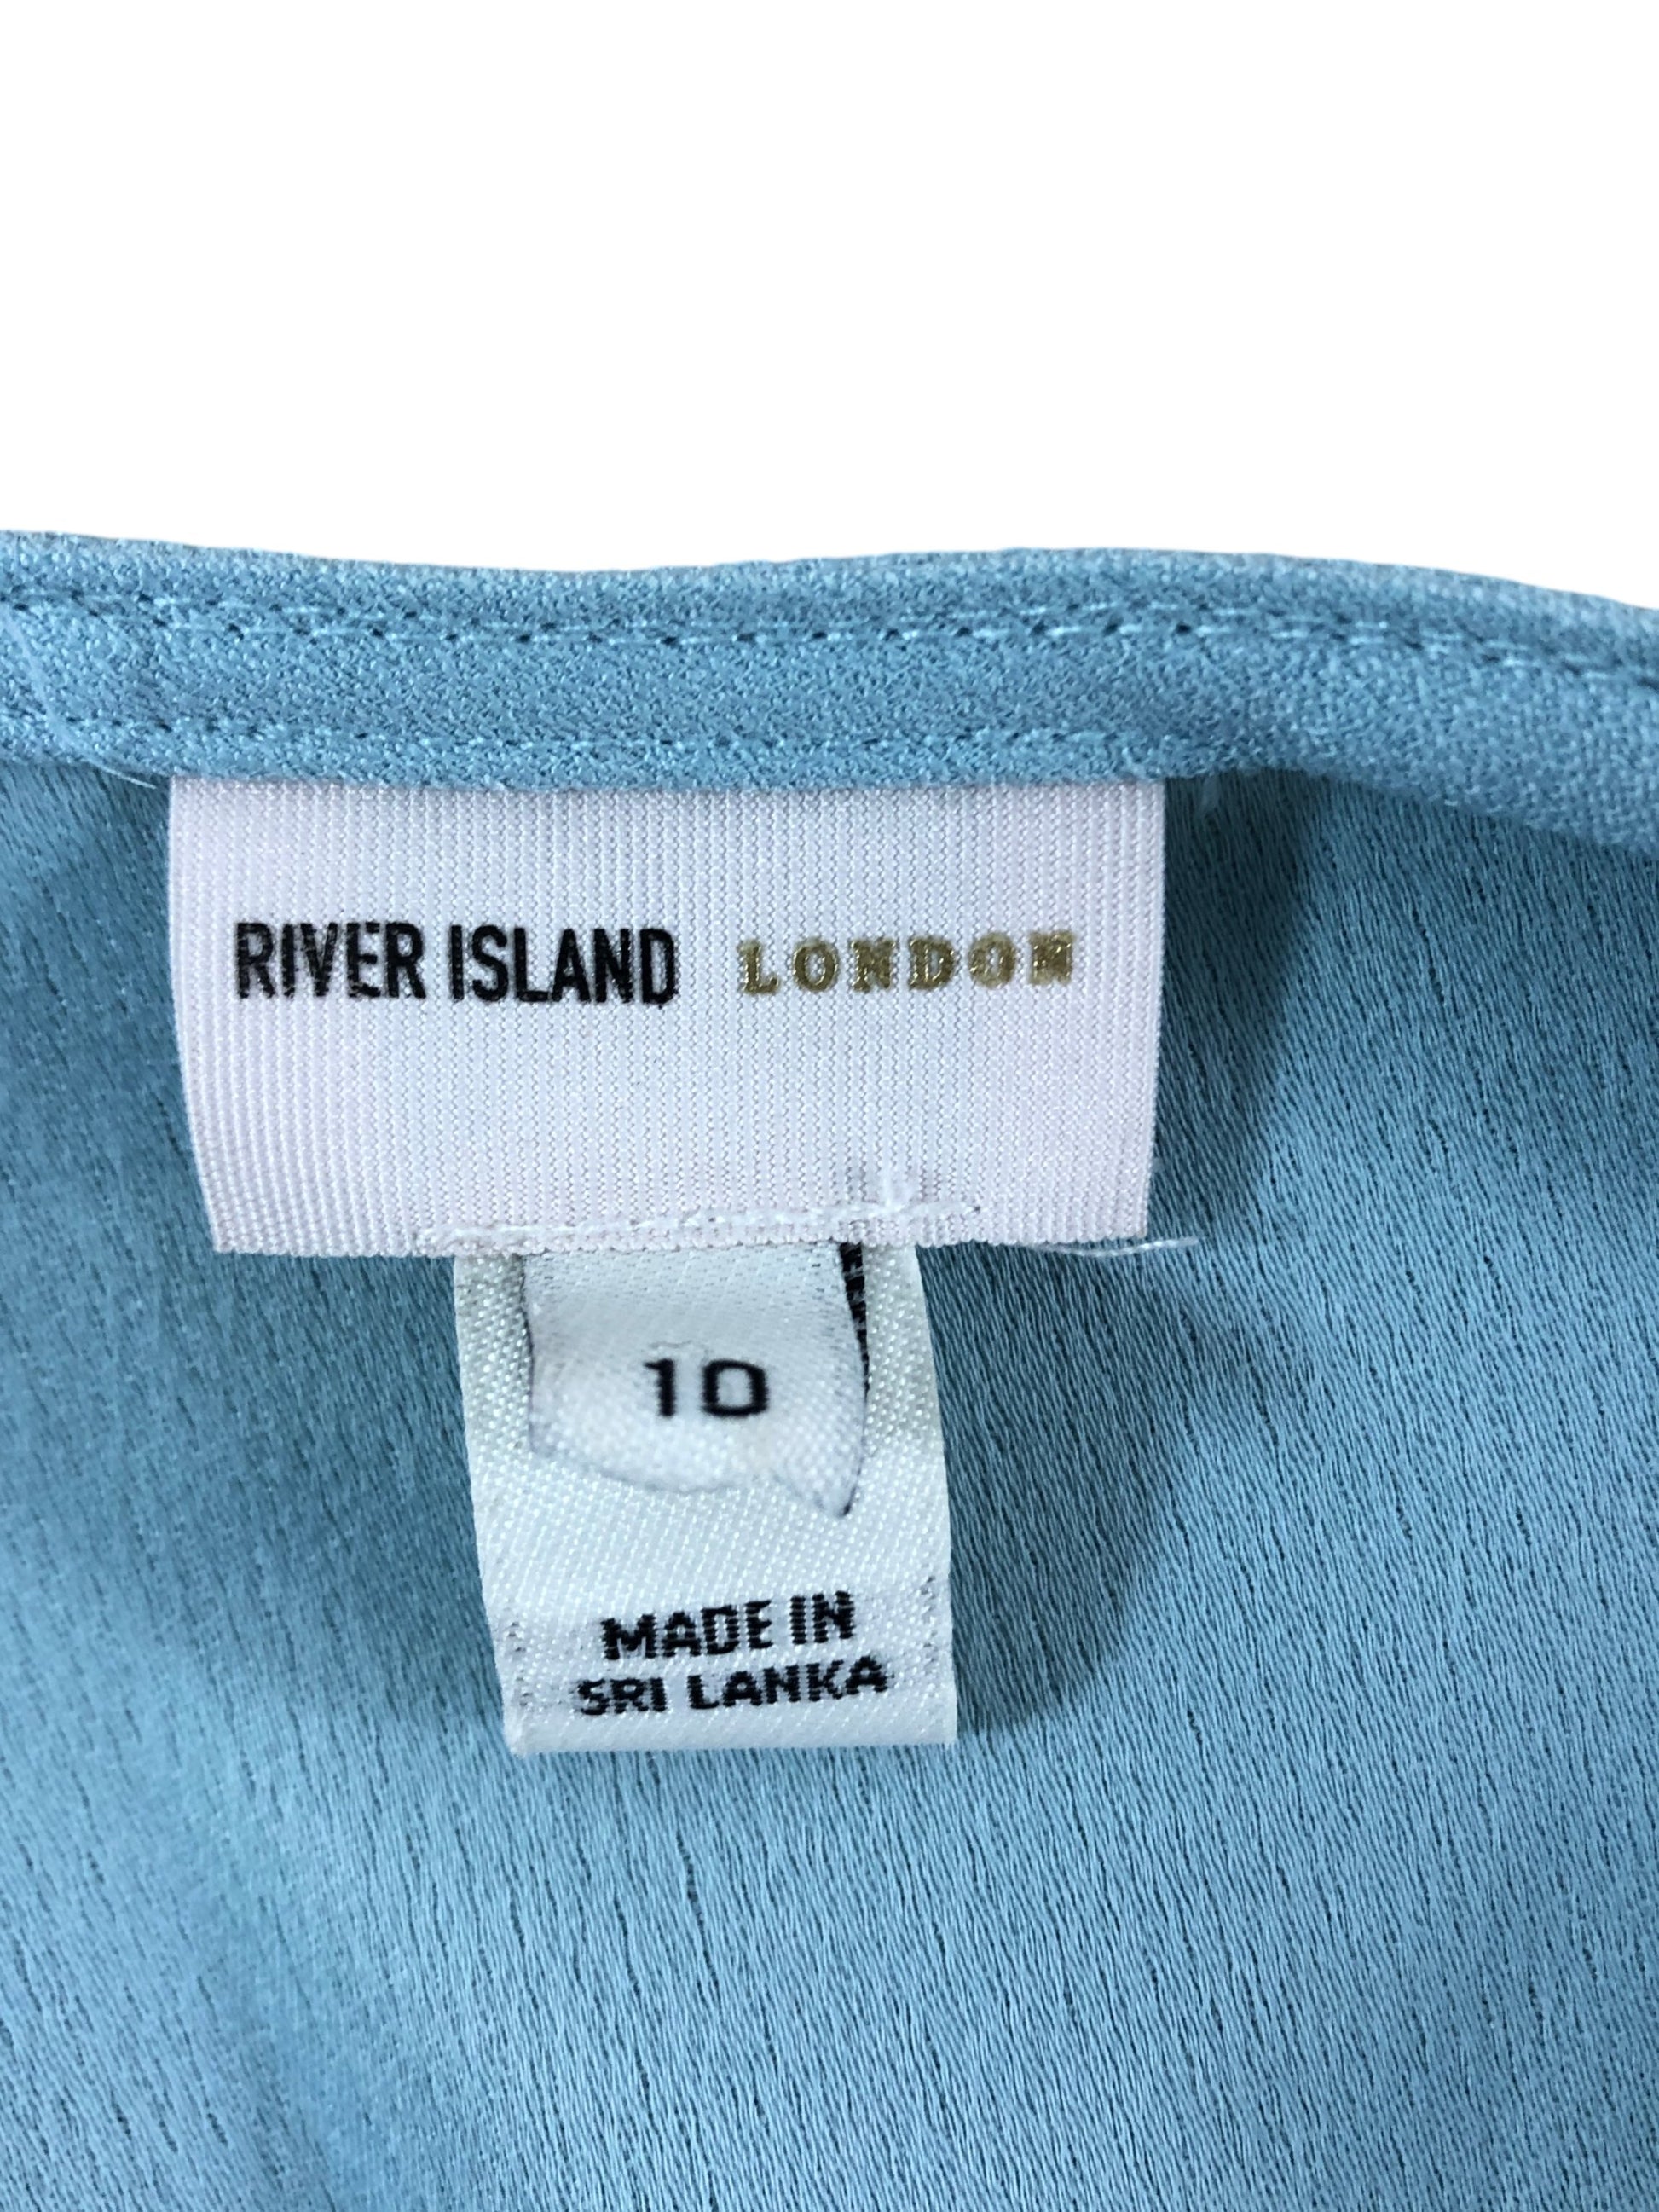 RIVER ISLAND LONDON
10
MADE IN
SRI LANKA